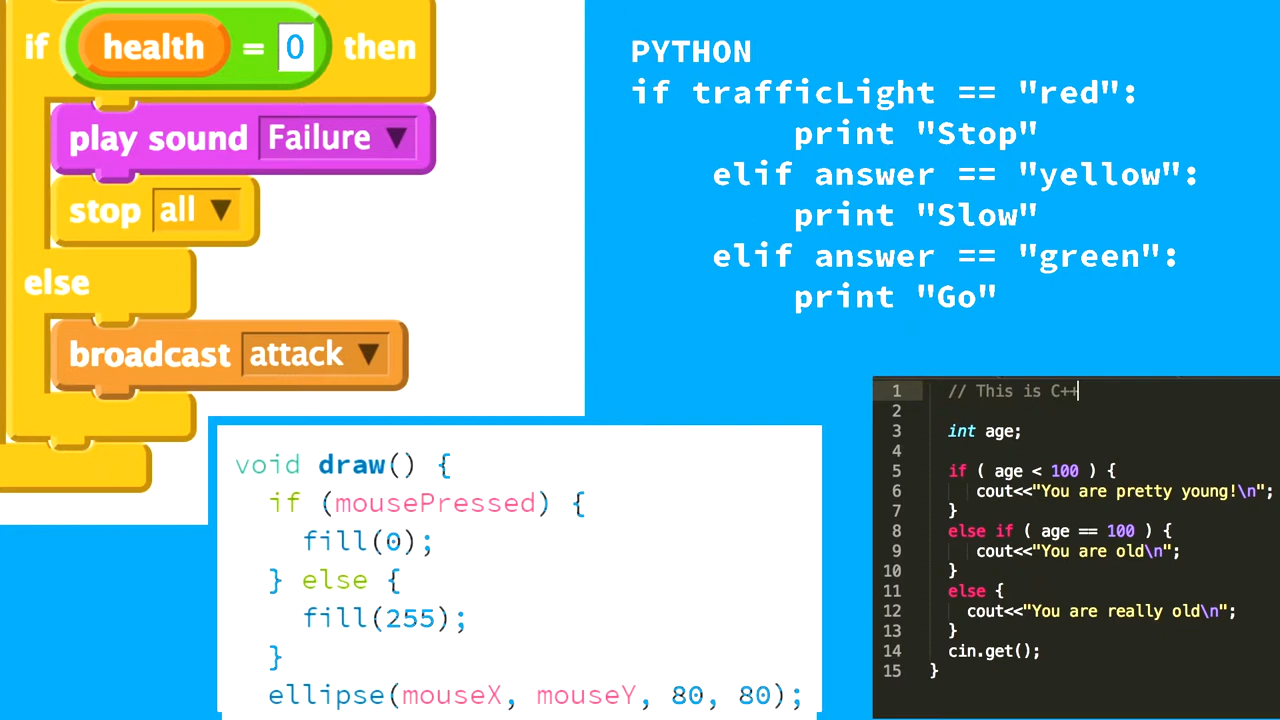 if health = 0 then
play sound Failure
stop all
else
broadcast attack
PYTHON
if trafficLight == "red":
print "Stop"
elif answer == "yellow":
print "Slow"
elif answer == "green":
print "Go"
void draw() {
if (mousePressed) {
fill(0);
} else {
fill(255);
}
ellipse(mouseX, mouseY, 80, 80);
1 // This is C++
2
3 int age;
4
5 if ( age < 100 ) {
6 cout<<"You are pretty young!\n";
7 }
8 else if ( age == 100 ) {
9 cout<<"You are old\n";
10 }
11 else {
12 cout<<"You are really old\n";
13 }
14 cin.get();
15 }